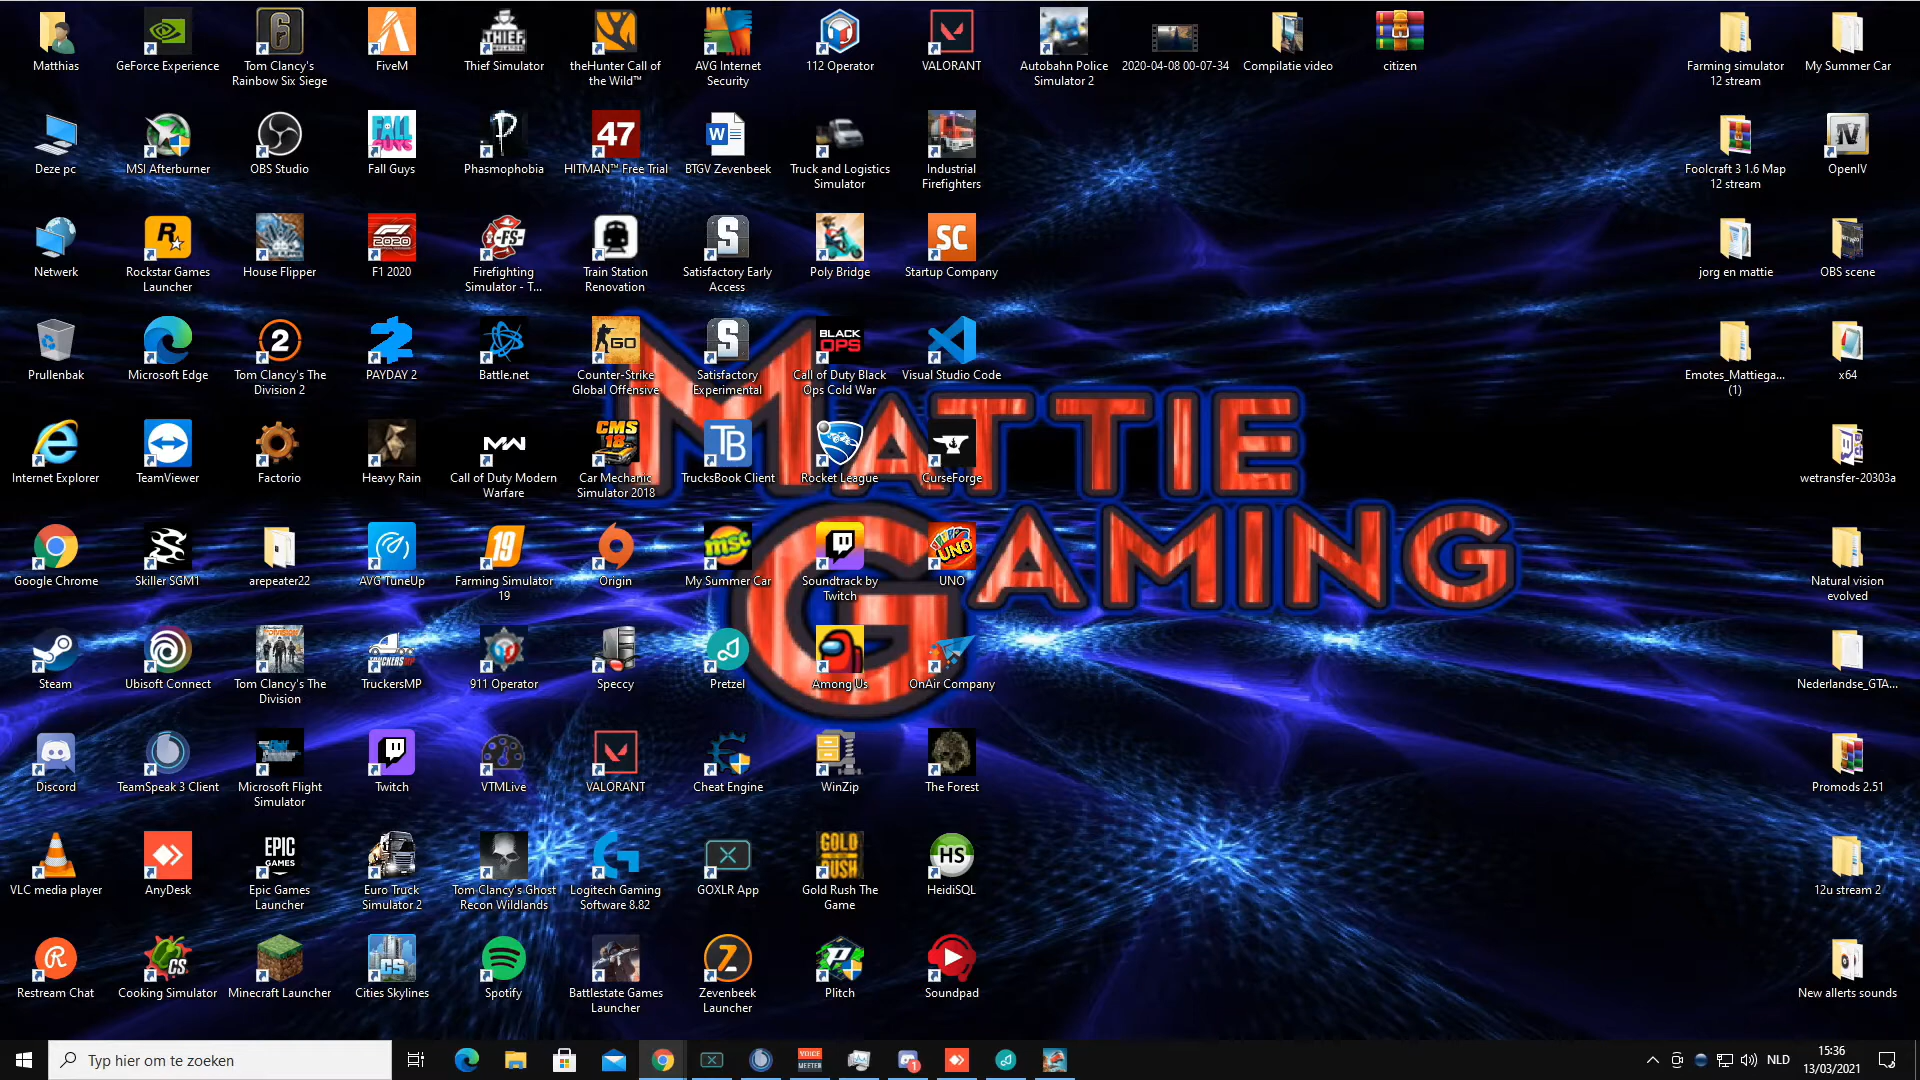 Matthias
GeForce Experience
Tom Clancy's
Rainbow Six Siege
FiveM
Thief Simulator
theHunter Call of
the Wild™
AVG Internet
Security
112 Operator
VALORANT
Autobahn Police
Simulator 2
2020-04-08 00-07-34
Compilatie video
citizen
Farming simulator
12 stream
My Summer Car
Deze pc
MSI Afterburner
OBS Studio
Fall Guys
Phasmophobia
HITMAN™ Free Trial
BTGV Zevenbeek
Truck and Logistics
Simulator
Industrial
Firefighters
Foolcraft 3 1.6 Map
12 stream
OpenIV
Netwerk
Rockstar Games
Launcher
House Flipper
F1 2020
Firefighting
Simulator - T...
Train Station
Renovation
Satisfactory Early
Access
Poly Bridge
Startup Company
jorg en mattie
OBS scene
Prullenbak
Microsoft Edge
Tom Clancy's The
Division 2
PAYDAY 2
Battle.net
Counter-Strike
Global Offensive
Satisfactory
Experimental
Call of Duty Black
Ops Cold War
Visual Studio Code
Emotes_Mattiega...
(1)
x64
MATTIE
GAMING
Internet Explorer
TeamViewer
Factorio
Heavy Rain
Call of Duty Modern
Warfare
Car Mechanic
Simulator 2018
TrucksBook Client
Rocket League
CurseForge
wetransfer-20303a
Google Chrome
Skiller SGM1
arepeater22
AVG TuneUp
Farming Simulator
19
Origin
My Summer Car
Soundtrack by
Twitch
UNO
Natural vision
evolved
Steam
Ubisoft Connect
Tom Clancy's The
Division
TruckersMP
911 Operator
Speccy
Pretzel
Among Us
OnAir Company
Nederlandse_GTA...
Discord
TeamSpeak 3 Client
Microsoft Flight
Simulator
Twitch
VTMLive
VALORANT
Cheat Engine
WinZip
The Forest
Promods 2.51
VLC media player
AnyDesk
Epic Games
Launcher
Euro Truck
Simulator 2
Tom Clancy's Ghost
Recon Wildlands
Logitech Gaming
Software 8.82
GOXLR App
Gold Rush The
Game
HeidiSQL
12u stream 2
Restream Chat
Cooking Simulator
Minecraft Launcher
Cities Skylines
Spotify
Battlestate Games
Launcher
Zevenbeek
Launcher
Plitch
Soundpad
New allerts sounds
Typ hier om te zoeken
NLD
15:36
13/03/2021